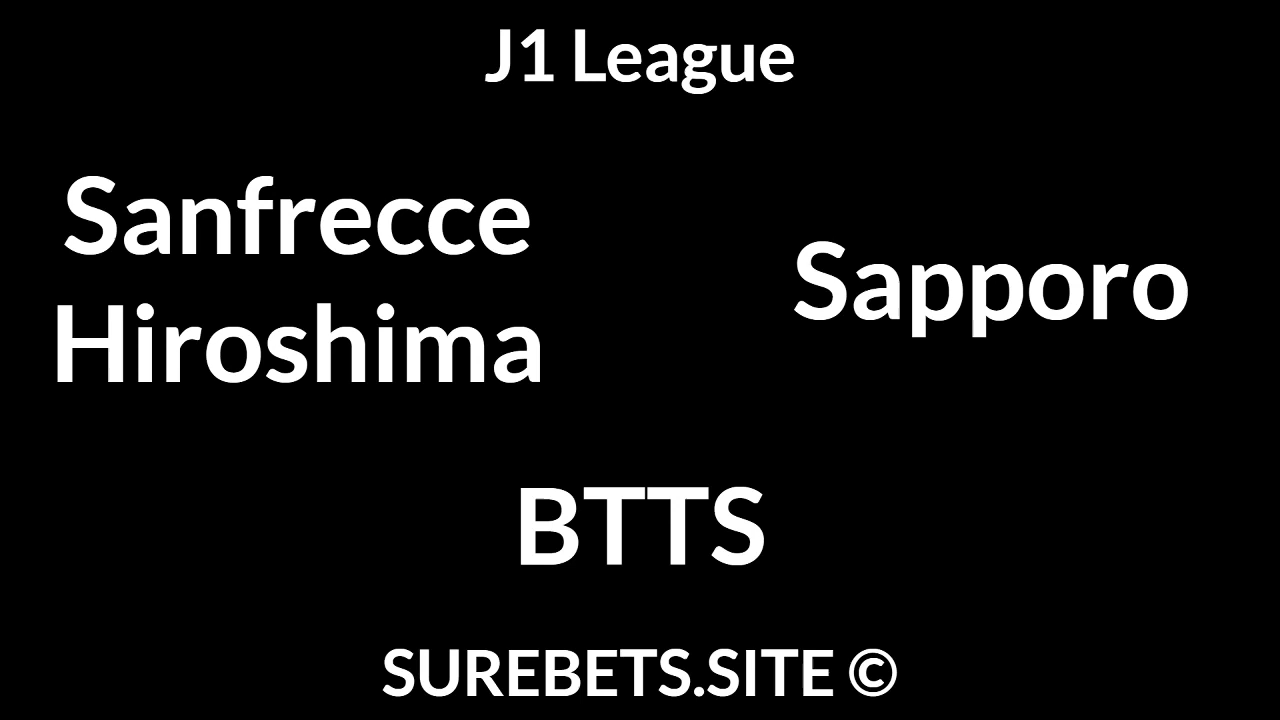 J1 League
Sanfrecce
Hiroshima
Sapporo
BTTS
SUREBETS.SITE ©